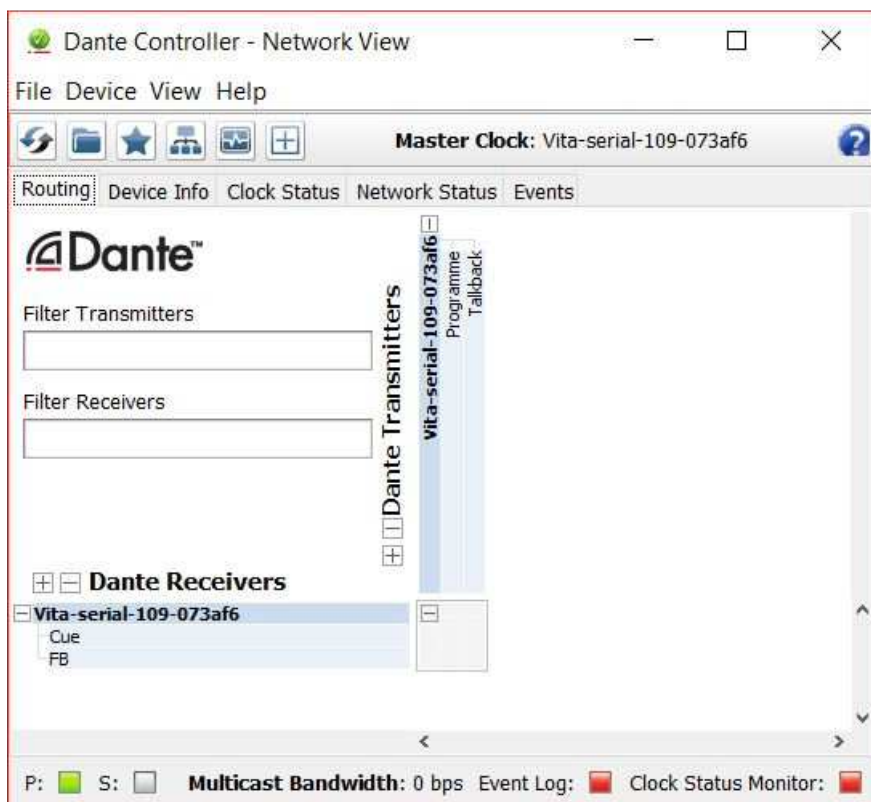 Dante Controller - Network View
File Device View Help
Master Clock: Vita-serial-109-073af6
?
Routing Device Info Clock Status Network Status Events
Dante™
Filter Transmitters
Filter Receivers
Dante Transmitters
Vita-serial-109-073af6
Programme
Talkback
Dante Receivers
Vita-serial-109-073af6
Cue
FB
P: S: Multicast Bandwidth: 0 bps Event Log: Clock Status Monitor: